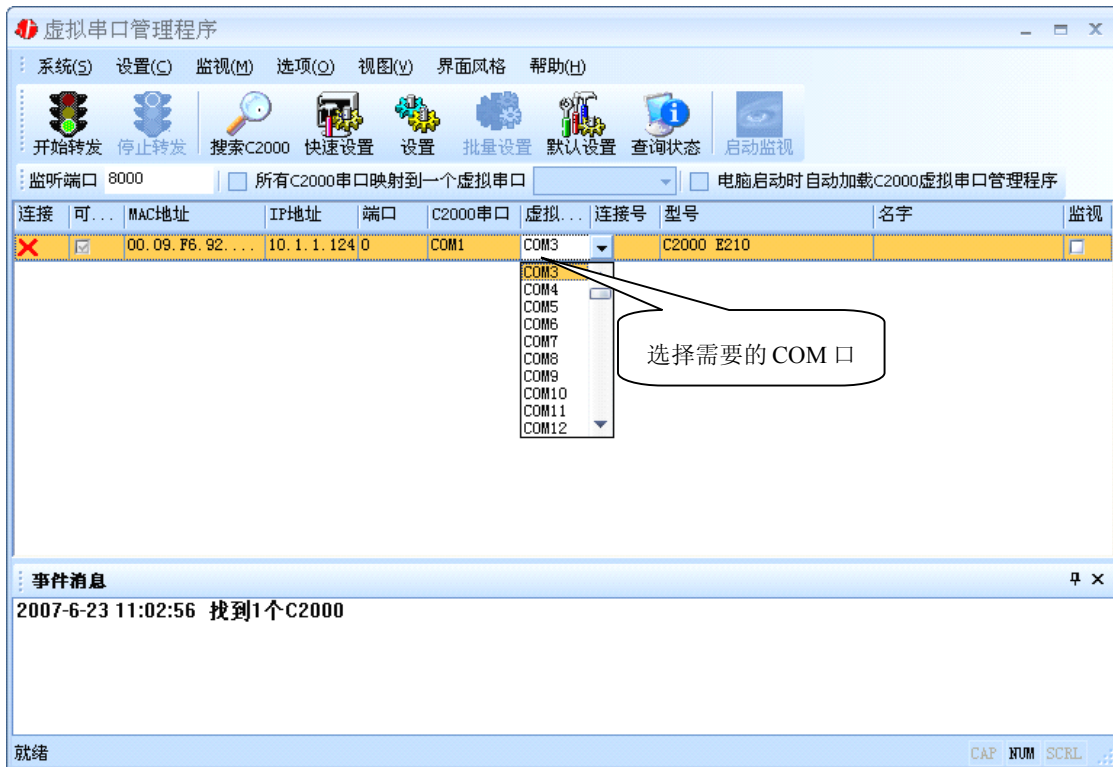 虚拟串口管理程序
系统(S) 设置(C) 监视(M) 选项(O) 视图(V) 界面风格 帮助(H)
开始转发 停止转发 搜索C2000 快速设置 设置 批量设置 默认设置 查询状态 启动监视
监听端口 8000 所有C2000串口映射到一个虚拟串口 电脑启动时自动加载C2000虚拟串口管理程序
连接 可... MAC地址 IP地址 端口 C2000串口 虚拟... 连接号 型号 名字 监视
00.09.F6.92.... 10.1.1.124 0 COM1 COM3 C2000 E210
COM3
COM4
COM5
COM6
COM7
COM8
COM9
COM10
COM11
COM12
选择需要的 COM 口
事件消息
2007-6-23 11:02:56 找到1个C2000
就绪 CAP NUM SCRL